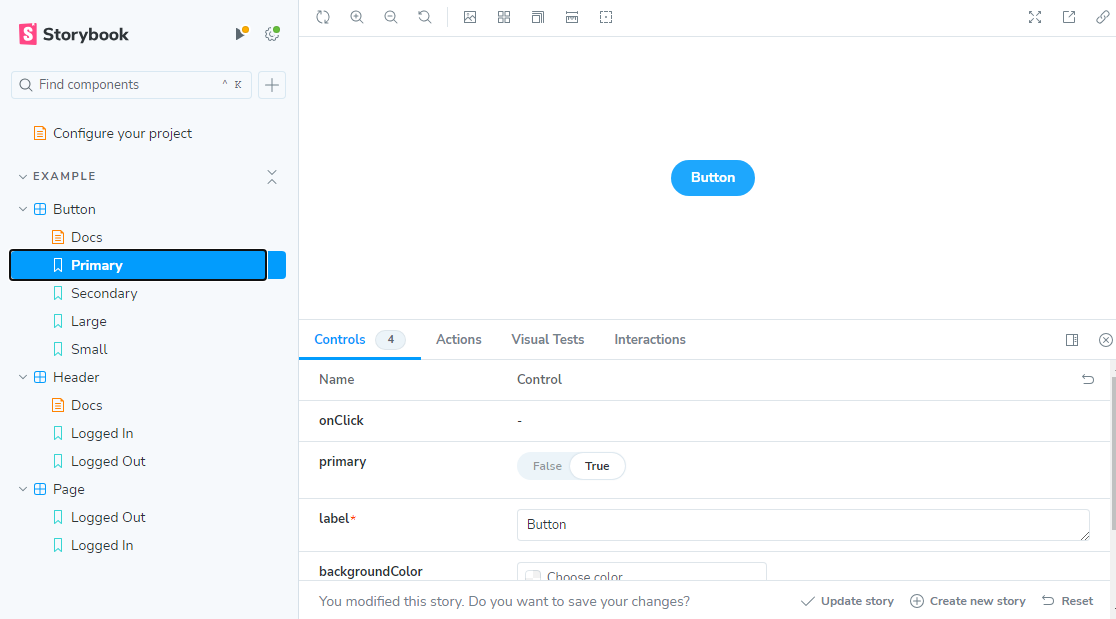 Storybook
Find components
^ K
Configure your project
EXAMPLE
Button
Docs
Primary
Secondary
Large
Small
Header
Docs
Logged In
Logged Out
Page
Logged Out
Logged In
Button
Controls 4 Actions Visual Tests Interactions
Name Control
onClick -
primary False True
label* Button
backgroundColor Choose color
You modified this story. Do you want to save your changes? Update story Create new story Reset